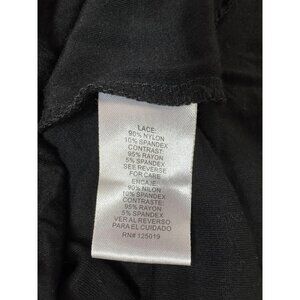 LACE:
90% NYLON
10% SPANDEX
CONTRAST:
95% RAYON
5% SPANDEX
SEE REVERSE
FOR CARE
ENCAJE:
90% NILON
10% SPANDEX
CONTRASTE:
95% RAYON
5% SPANDEX
VER AL REVERSO
PARA EL CUIDADO
RN# 125019